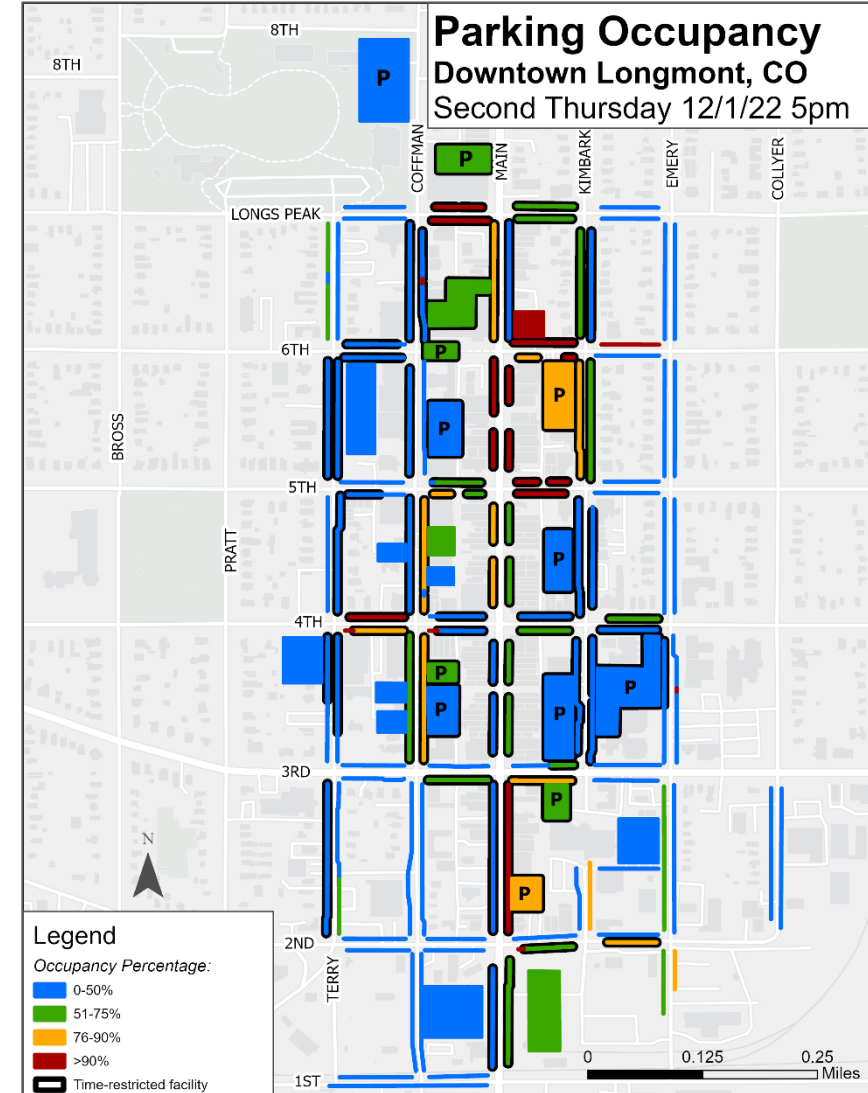 Parking Occupancy
Downtown Longmont, CO
Second Thursday 12/1/22 5pm
8TH
8TH
P
COFFMAN
MAIN
KIMBARK
EMERY
COLLYER
P
LONGS PEAK
6TH
P
P
P
BROSS
5TH
PRATT
P
4TH
P
P
P
P
3RD
P
N
P
2ND
TERRY
1ST
Legend
Occupancy Percentage:
0-50%
51-75%
76-90%
>90%
Time-restricted facility
0 0.125 0.25
Miles